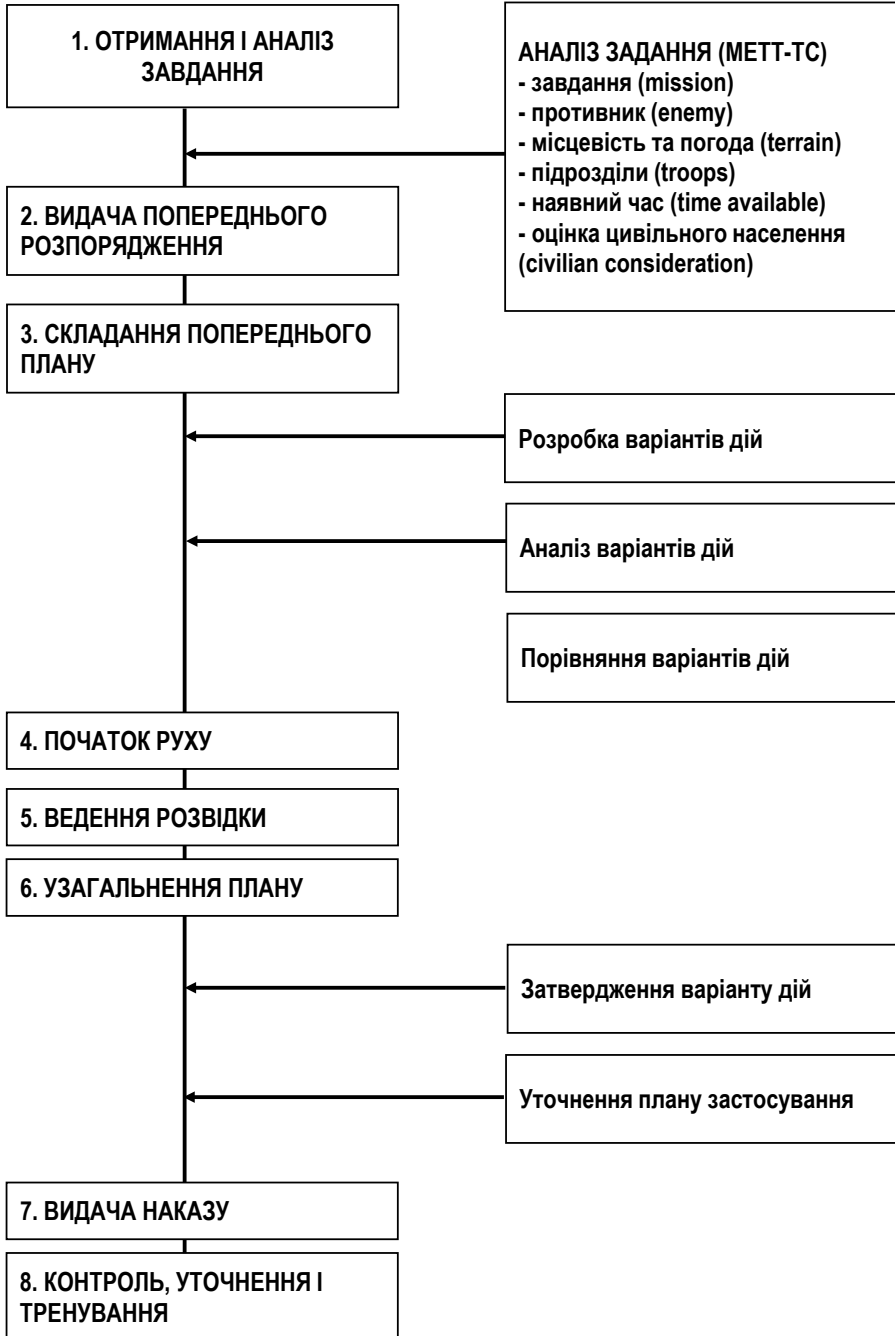 1. ОТРИМАННЯ І АНАЛІЗ
ЗАВДАННЯ
АНАЛІЗ ЗАДАННЯ (METT-TC)
- завдання (mission)
- противник (enemy)
- місцевість та погода (terrain)
- підрозділи (troops)
- наявний час (time available)
- оцінка цивільного населення
(civilian consideration)
2. ВИДАЧА ПОПЕРЕДНЬОГО
РОЗПОРЯДЖЕННЯ
3. СКЛАДАННЯ ПОПЕРЕДНЬОГО
ПЛАНУ
Розробка варіантів дій
Аналіз варіантів дій
Порівняння варіантів дій
4. ПОЧАТОК РУХУ
5. ВЕДЕННЯ РОЗВІДКИ
6. УЗАГАЛЬНЕННЯ ПЛАНУ
Затвердження варіанту дій
Уточнення плану застосування
7. ВИДАЧА НАКАЗУ
8. КОНТРОЛЬ, УТОЧНЕННЯ І
ТРЕНУВАННЯ